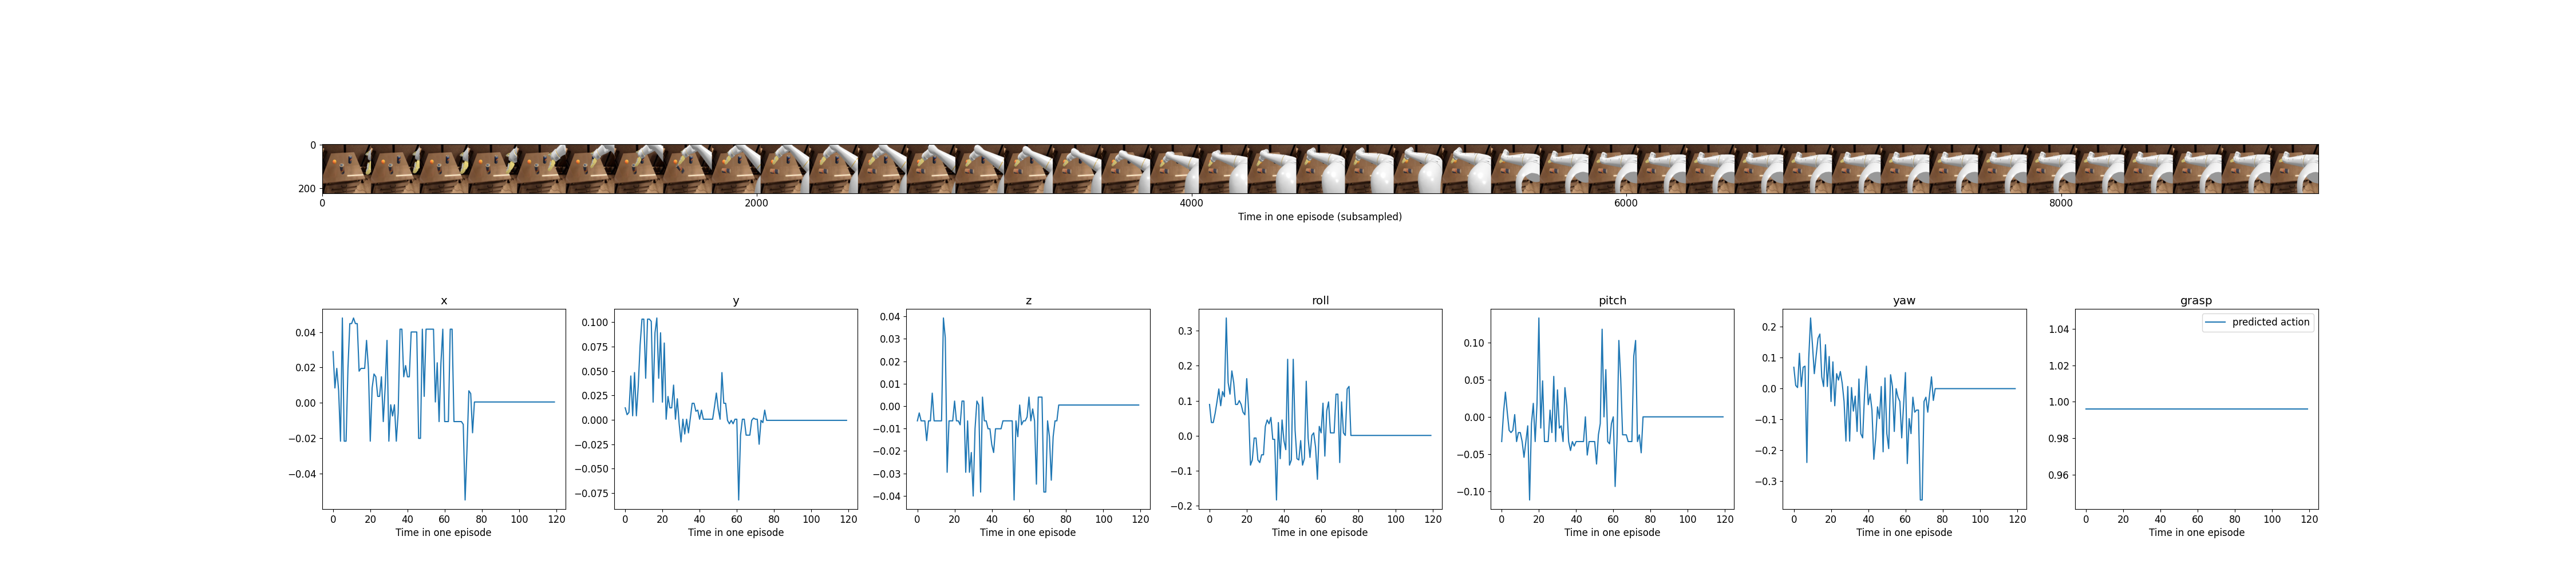 0
200
0 2000 4000 6000 8000
Time in one episode (subsampled)
x
0.04
0.02
0.00
−0.02
−0.04
0 20 40 60 80 100 120
Time in one episode
y
0.100
0.075
0.050
0.025
0.000
−0.025
−0.050
−0.075
0 20 40 60 80 100 120
Time in one episode
z
0.04
0.03
0.02
0.01
0.00
−0.01
−0.02
−0.03
−0.04
0 20 40 60 80 100 120
Time in one episode
roll
0.3
0.2
0.1
0.0
−0.1
−0.2
0 20 40 60 80 100 120
Time in one episode
pitch
0.10
0.05
0.00
−0.05
−0.10
0 20 40 60 80 100 120
Time in one episode
yaw
0.2
0.1
0.0
−0.1
−0.2
−0.3
0 20 40 60 80 100 120
Time in one episode
grasp
predicted action
1.04
1.02
1.00
0.98
0.96
0 20 40 60 80 100 120
Time in one episode